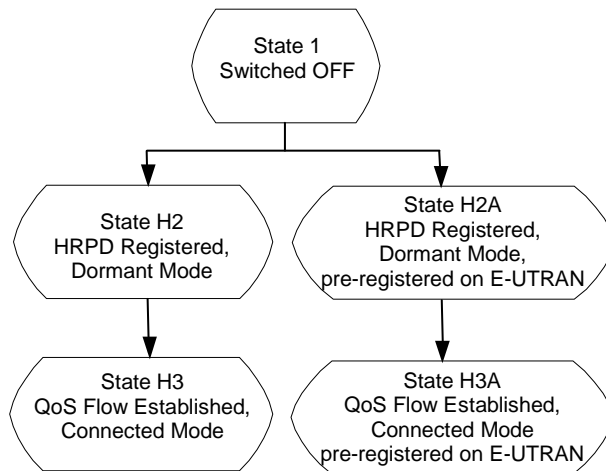 State 1
Switched OFF
State H2
HRPD Registered,
Dormant Mode
State H2A
HRPD Registered,
Dormant Mode,
pre-registered on E-UTRAN
State H3
QoS Flow Established,
Connected Mode
State H3A
QoS Flow Established,
Connected Mode
pre-registered on E-UTRAN